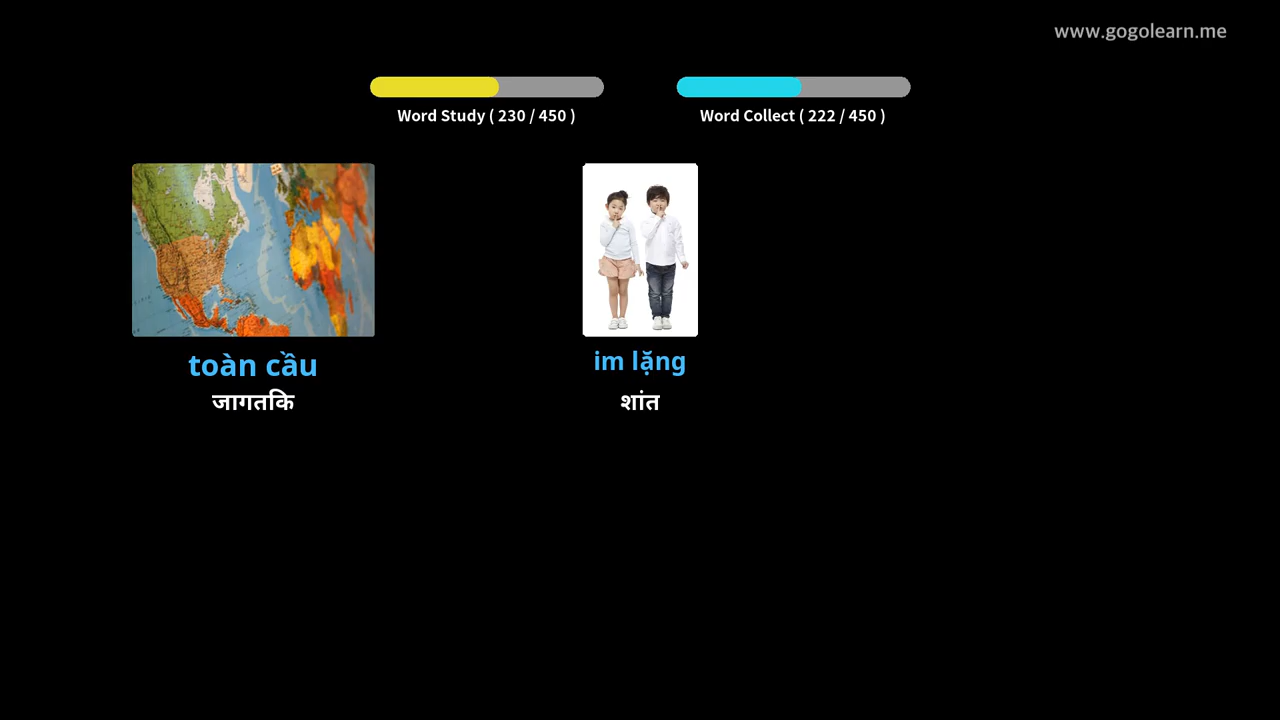 www.gogolearn.me
Word Study ( 230 / 450 )
Word Collect ( 222 / 450 )
toàn cầu
im lặng
जागतकि
शांत